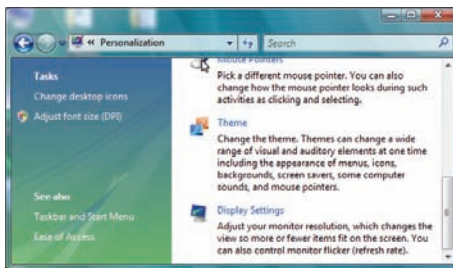 « Personalization
Search
Tasks
Change desktop icons
Adjust font size (DPI)
See also
Taskbar and Start Menu
Ease of Access
Mouse Pointers
Pick a different mouse pointer. You can also
change how the mouse pointer looks during such
activities as clicking and selecting.
Theme
Change the theme. Themes can change a wide
range of visual and auditory elements at one time
including the appearance of menus, icons,
backgrounds, screen savers, some computer
sounds, and mouse pointers.
Display Settings
Adjust your monitor resolution, which changes the
view so more or fewer items fit on the screen. You
can also control monitor flicker (refresh rate).